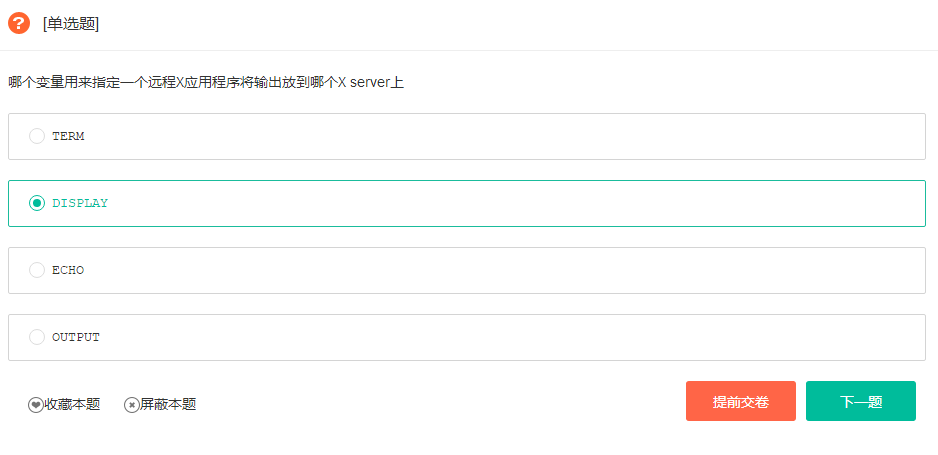 ?
[单选题]
哪个变量用来指定一个远程X应用程序将输出放到哪个X server上
TERM
DISPLAY
ECHO
OUTPUT
收藏本题 屏蔽本题 提前交卷 下一题